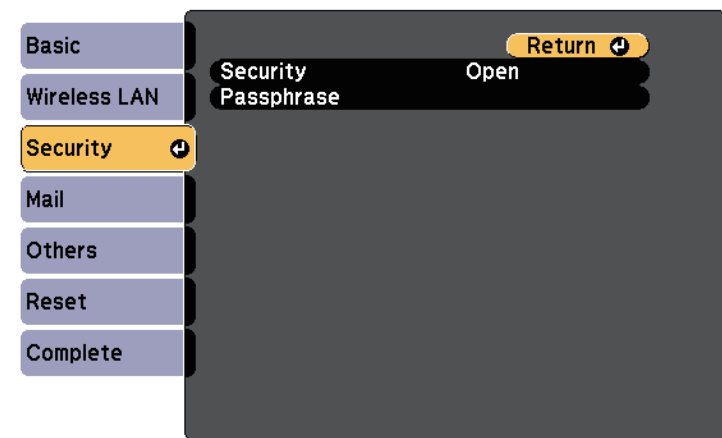 Basic
Wireless LAN
Security
Mail
Others
Reset
Complete
Return
Security Open
Passphrase